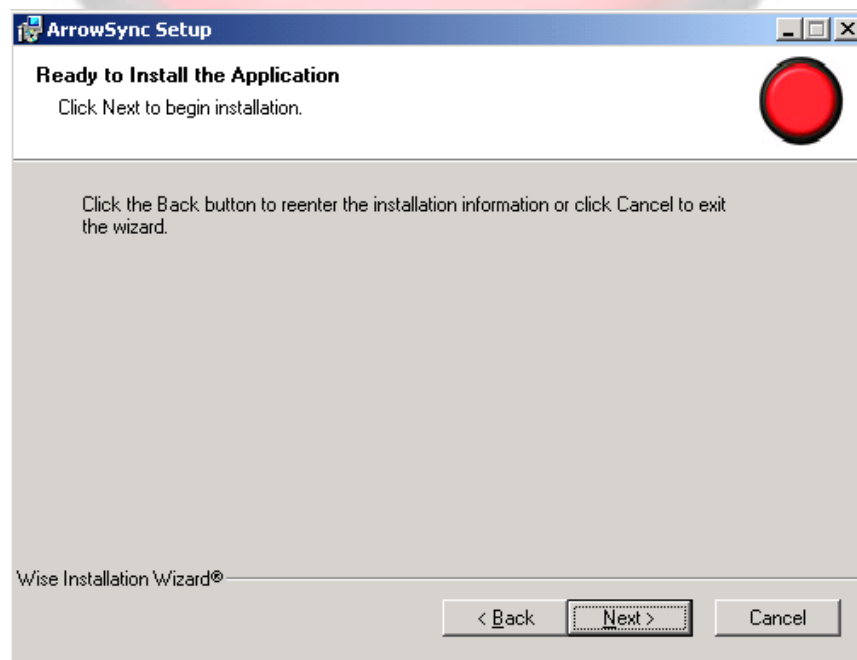 ArrowSync Setup
Ready to Install the Application
Click Next to begin installation.
Click the Back button to reenter the installation information or click Cancel to exit
the wizard.
Wise Installation Wizard®
< Back Next > Cancel